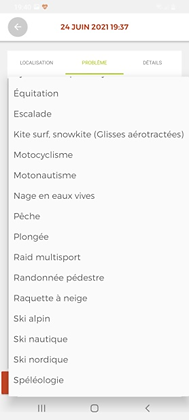 24 JUIN 2021 19:37
LOCALISATION PROBLÈME DÉTAILS
Équitation
Escalade
Kite surf, snowkite (Glisses aérotractées)
Motocyclisme
Motonautisme
Nage en eaux vives
Pêche
Plongée
Raid multisport
Randonnée pédestre
Raquette à neige
Ski alpin
Ski nautique
Ski nordique
Spéléologie